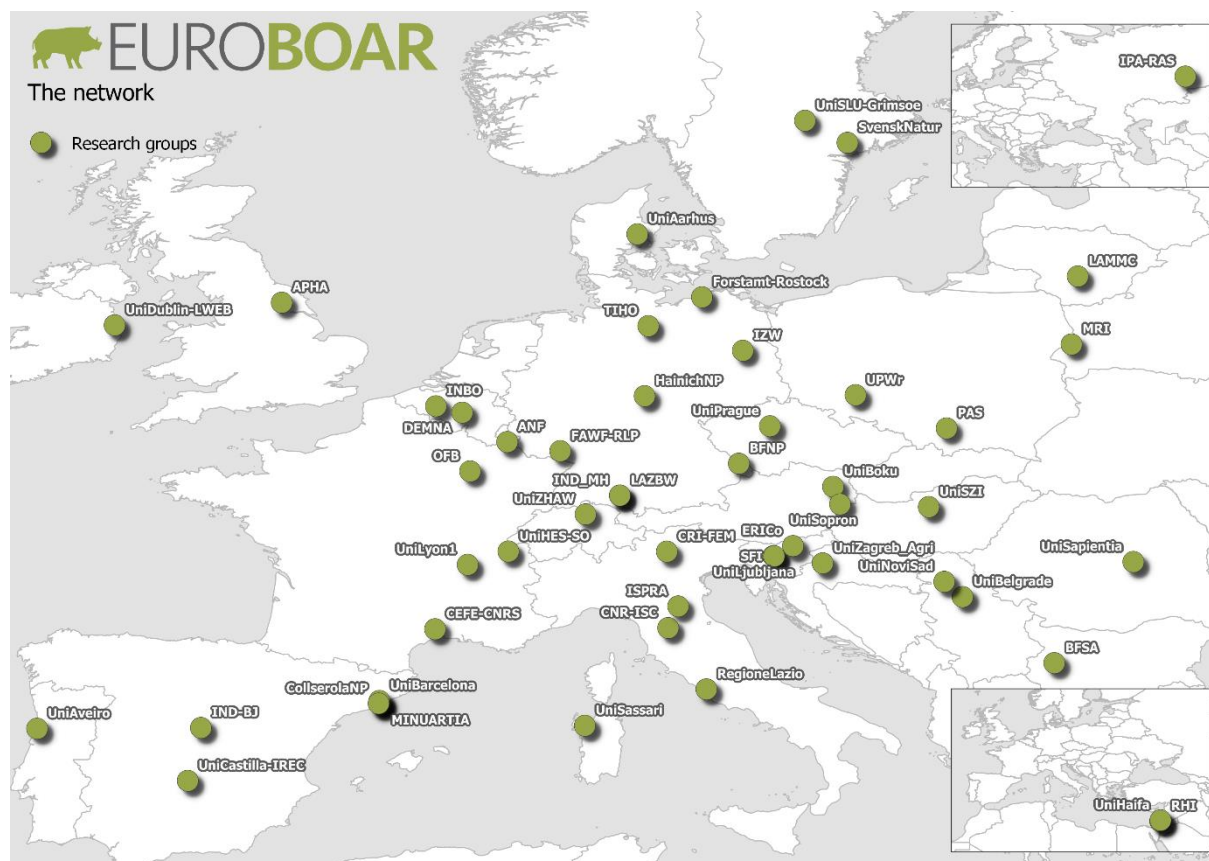 EUROBOAR
The network
Research groups
IPA-RAS
UniSLU-Grimsoe
SvenskNatur
UniAarhus
LAMMC
Forstamt-Rostock
APHA
UniDublin-LWEB
TIHO
MRI
IZW
INBO
HainichNP
UPWr
UniPrague
DEMNA
ANF
PAS
FAWF-RLP
BFNP
OFB
IND_MH LAZBW
UniBoku
UniZHAW
UniSZI
UniSopron
ERICo
UniHES-SO
CRI-FEM
UniLyon1
SFI
UniZagreb_Agri
UniSapientia
UniLjubljana
UniNoviSad
UniBelgrade
ISPRA
CEFE-CNRS
CNR-ISC
BFSA
RegioneLazio
CollserolaNP
UniBarcelona
UniAveiro
IND-BJ
MINUARTIA
UniSassari
UniCastilla-IREC
UniHaifa
RHI